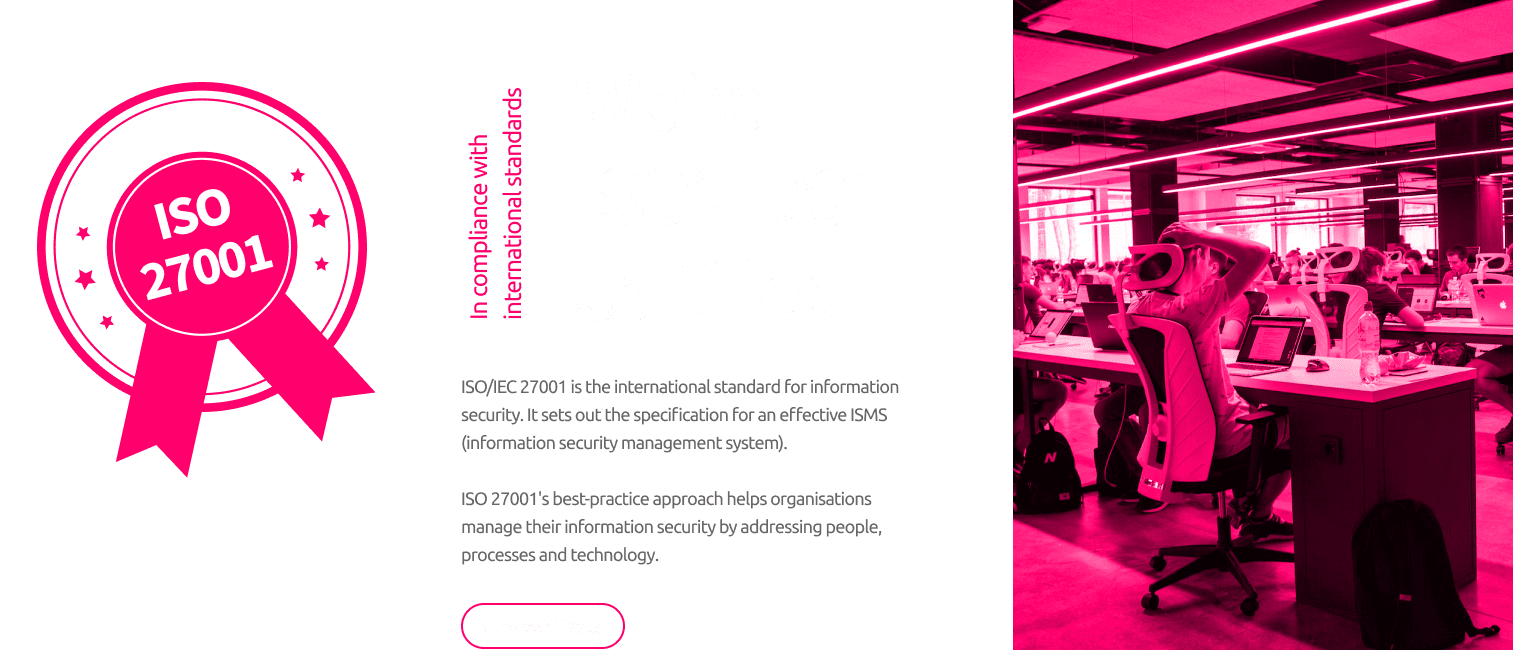 ISO
27001
In compliance with
international standards
ISO/IEC 27001 is the international standard for information
security. It sets out the specification for an effective ISMS
(information security management system).
ISO 27001's best-practice approach helps organisations
manage their information security by addressing people,
processes and technology.